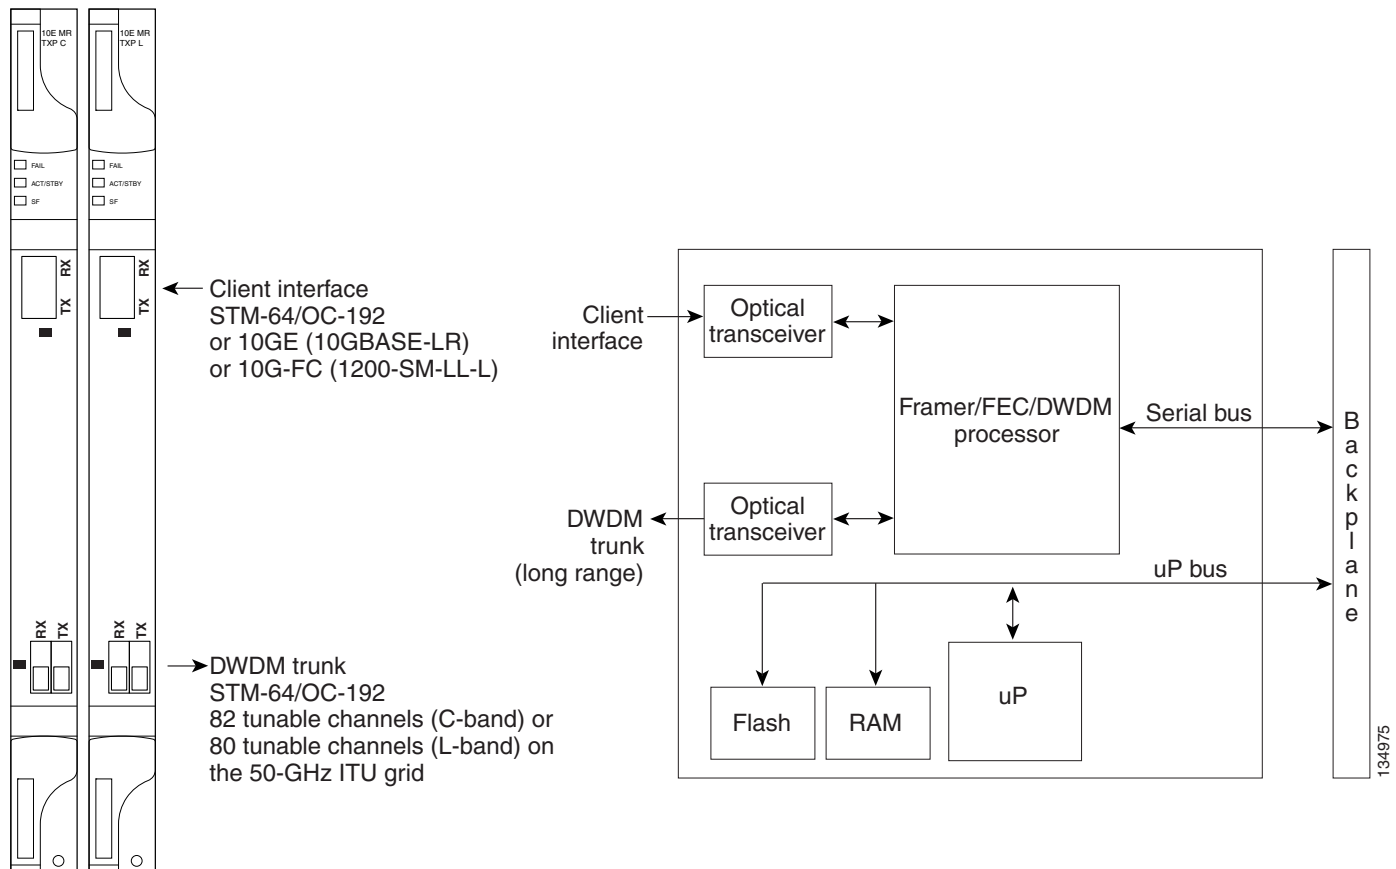 10E MR
TXP C
10E MR
TXP L
FAIL
ACT/STBY
SF
FAIL
ACT/STBY
SF
RX
TX
RX
TX
Client interface
STM-64/OC-192
or 10GE (10GBASE-LR)
or 10G-FC (1200-SM-LL-L)
RX
TX
RX
TX
DWDM trunk
STM-64/OC-192
82 tunable channels (C-band) or
80 tunable channels (L-band) on
the 50-GHz ITU grid
Client
interface
Optical
transceiver
Framer/FEC/DWDM
processor
Serial bus
DWDM
trunk
(long range)
Optical
transceiver
uP bus
Flash
RAM
uP
Backplane
134975